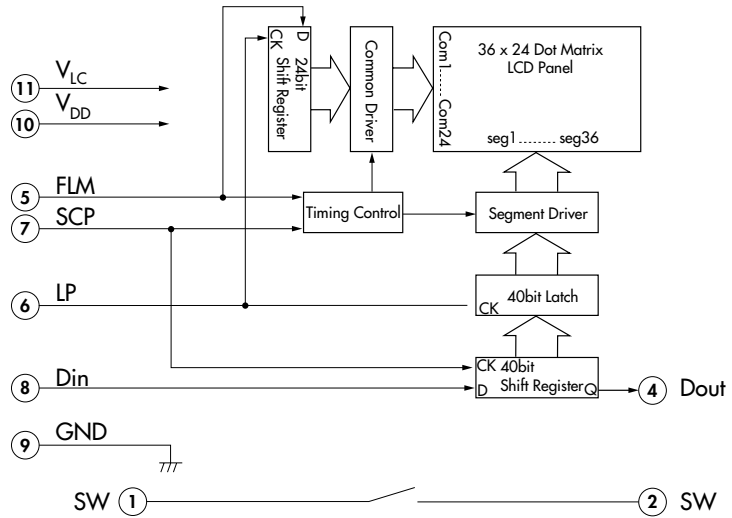 D
CK
24bit
Shift Register
Common Driver
Com1........Com24
36 x 24 Dot Matrix
LCD Panel
seg1......... seg36
11 VLC
10 VDD
5 FLM
7 SCP
Timing Control
Segment Driver
6 LP
40bit Latch
CK
CK 40bit
Shift Register
D
Q
8 Din
4 Dout
9 GND
SW 1
2 SW